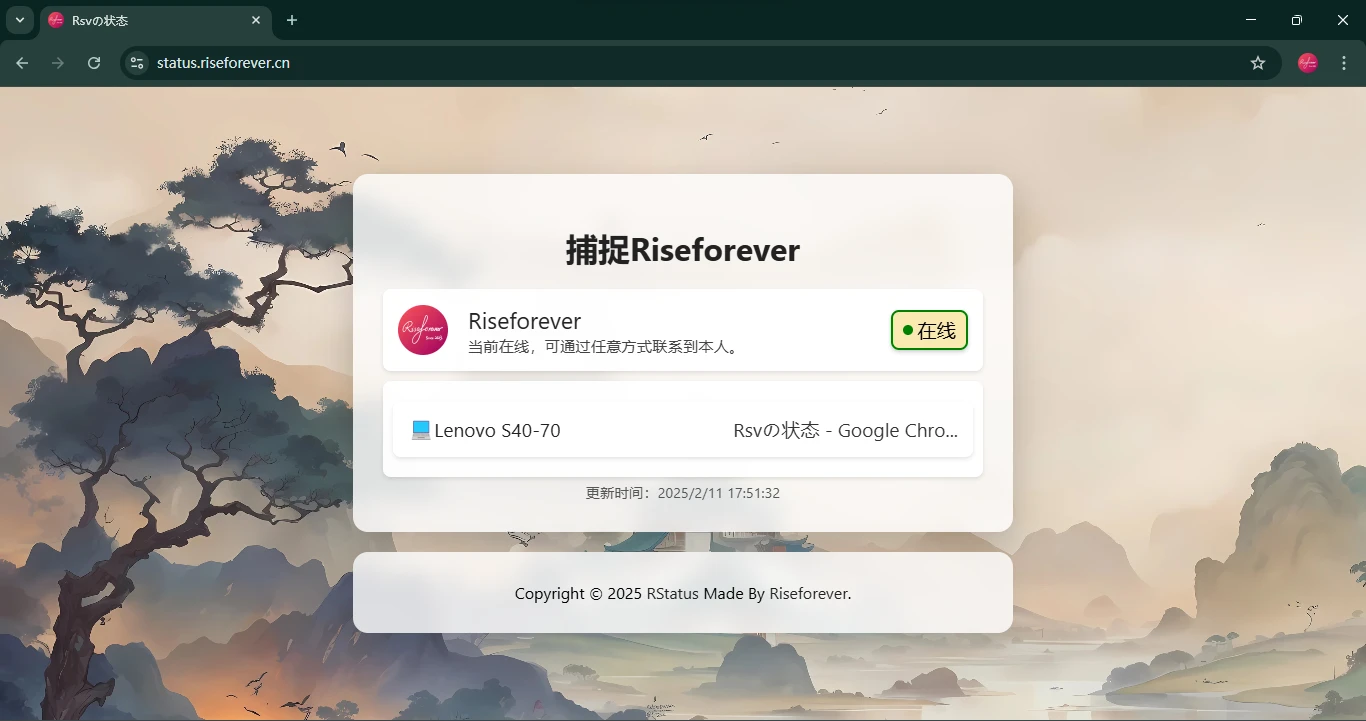 Rsvの状态
status.riseforever.cn
捕捉Riseforever
Riseforever
Riseforever
当前在线，可通过任意方式联系到本人。
在线
Lenovo S40-70
Rsvの状态 - Google Chro...
更新时间：2025/2/11 17:51:32
Copyright © 2025 RStatus Made By Riseforever.